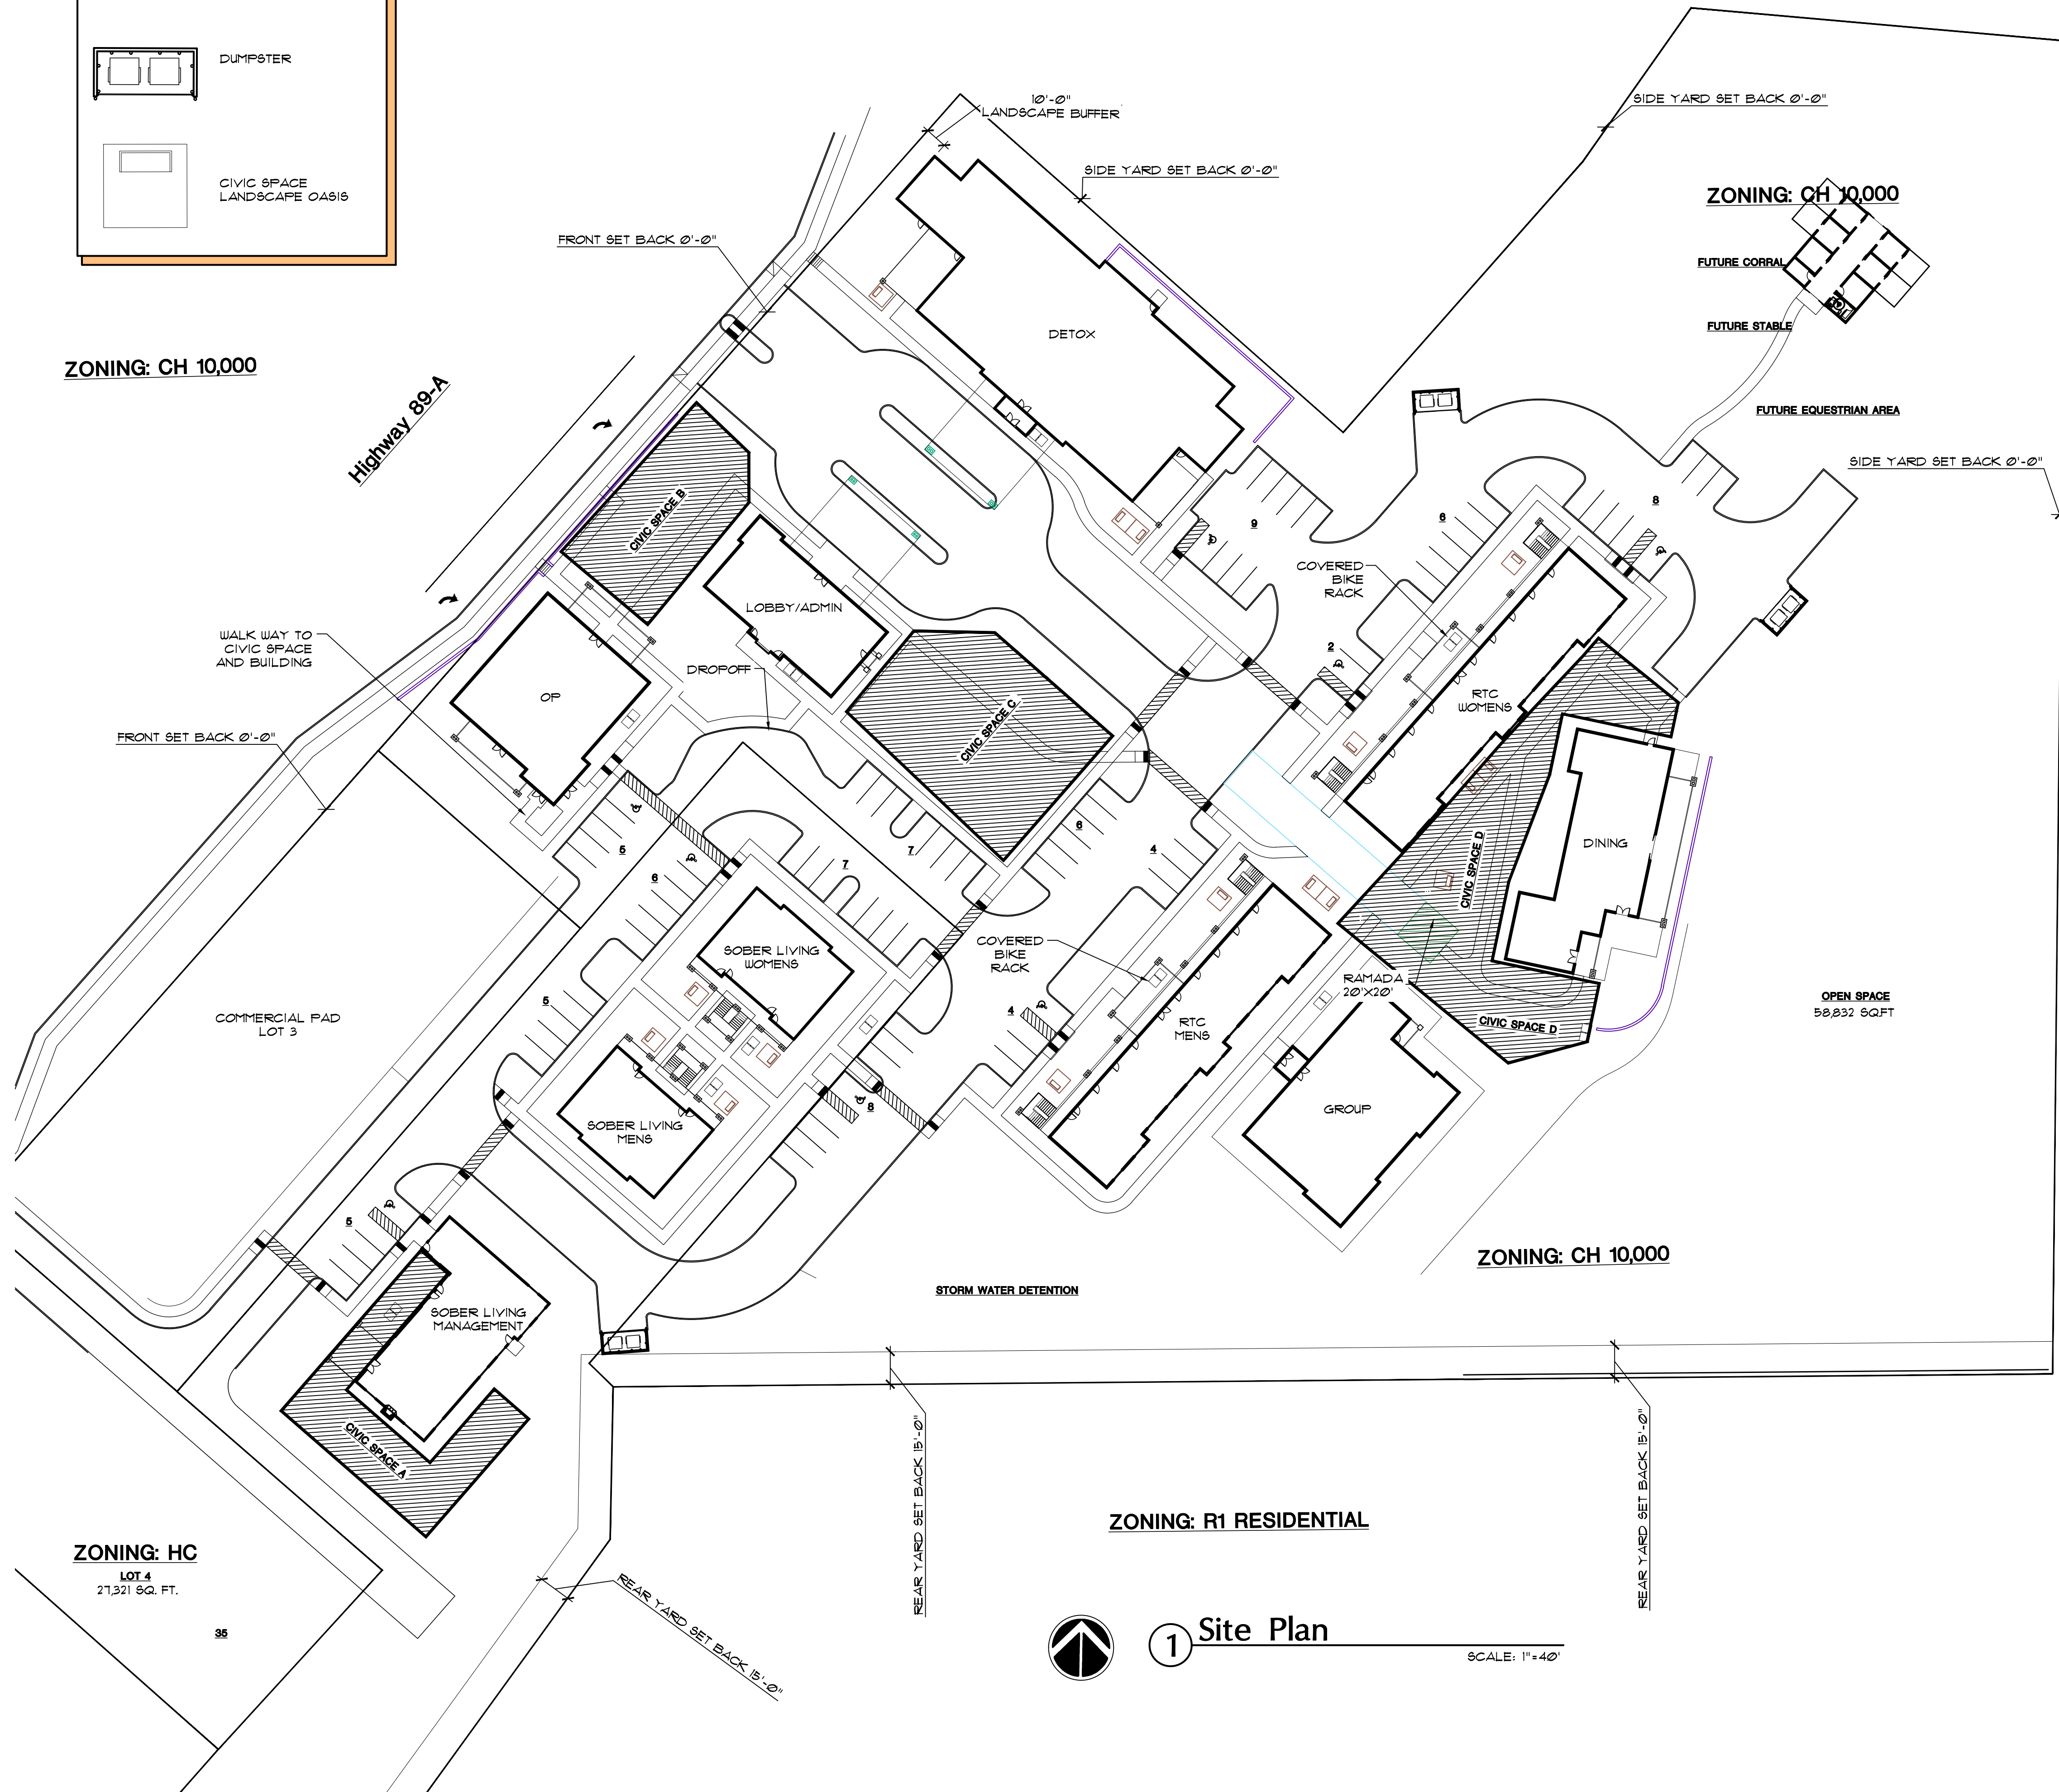 DUMPSTER
CIVIC SPACE
LANDSCAPE OASIS
10'-0"
LANDSCAPE BUFFER
SIDE YARD SET BACK 0'-0"
SIDE YARD SET BACK 0'-0"
ZONING: CH 10,000
FRONT SET BACK 0'-0"
FUTURE CORRAL
FUTURE STABLE
DETOX
ZONING: CH 10,000
Highway 89-A
FUTURE EQUESTRIAN AREA
SIDE YARD SET BACK 0'-0"
CIVIC SPACE B
8
6
9
COVERED
BIKE
RACK
LOBBY/ADMIN
WALK WAY TO
CIVIC SPACE
AND BUILDING
2
DROPOFF
OP
RTC
WOMENS
CIVIC SPACE C
FRONT SET BACK 0'-0"
6
DINING
5
7
4
7
6
CIVIC SPACE D
COVERED
BIKE
RACK
SOBER LIVING
WOMENS
RAMADA
20'X20'
OPEN SPACE
58,832 SQ.FT
5
4
COMMERCIAL PAD
LOT 3
RTC
MENS
CIVIC SPACE D
8
GROUP
SOBER LIVING
MENS
5
ZONING: CH 10,000
STORM WATER DETENTION
SOBER LIVING
MANAGEMENT
CIVIC SPACE A
REAR YARD SET BACK 15'-0"
REAR YARD SET BACK 15'-0"
ZONING: R1 RESIDENTIAL
ZONING: HC
LOT 4
27,321 SQ. FT.
35
REAR YARD SET BACK 15'-0"
1
Site Plan
SCALE: 1"=40'